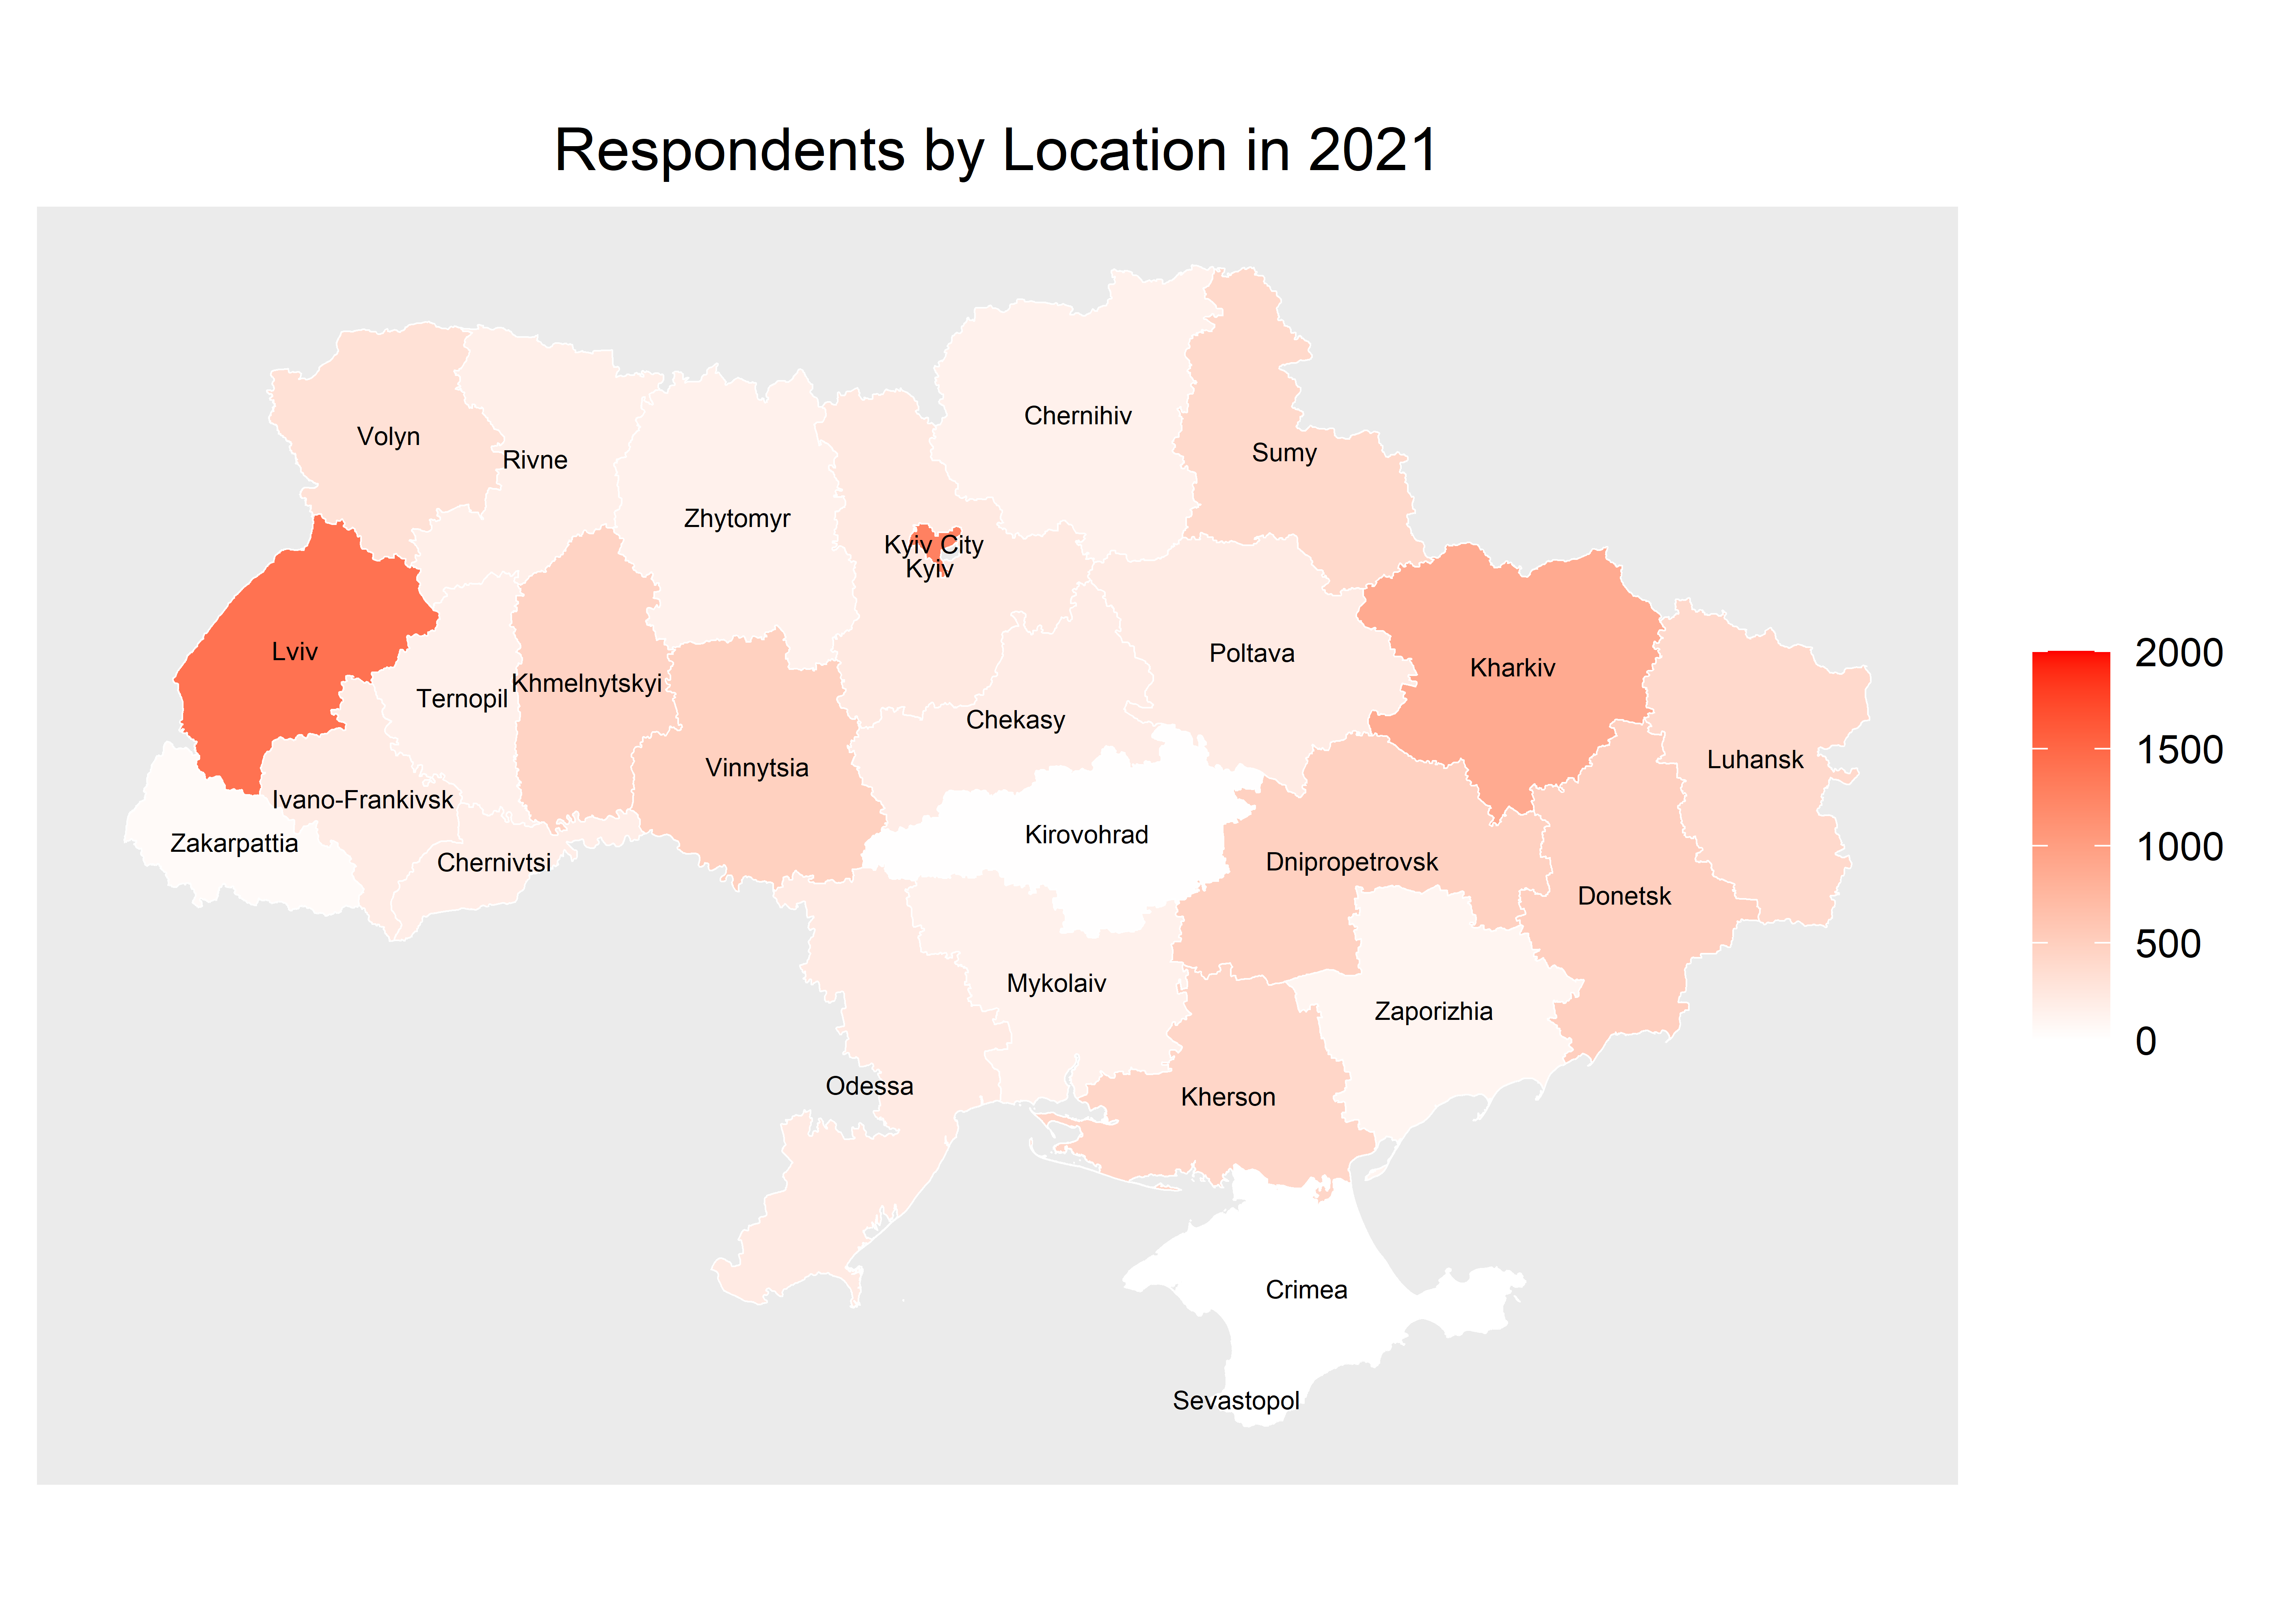 Respondents by Location in 2021
Chernihiv
Volyn
Sumy
Rivne
Zhytomyr
Kyiv City
Kyiv
Lviv
Poltava
Kharkiv
Khmelnytskyi
Ternopil
Chekasy
Luhansk
Vinnytsia
Ivano-Frankivsk
Kirovohrad
Zakarpattia
Chernivtsi
Dnipropetrovsk
Donetsk
Mykolaiv
Zaporizhia
Odessa
Kherson
Crimea
Sevastopol
2000
1500
1000
500
0